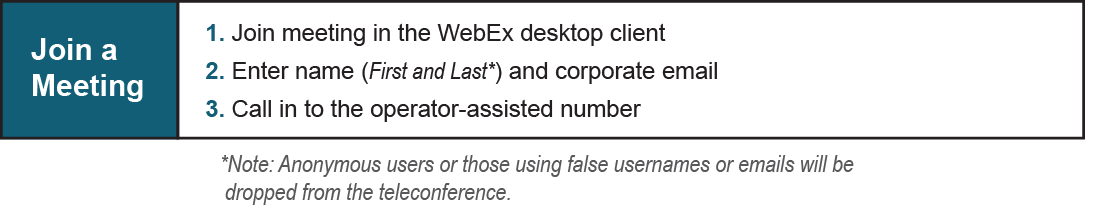 Join a
Meeting
1. Join meeting in the WebEx desktop client
2. Enter name (First and Last*) and corporate email
3. Call in to the operator-assisted number
*Note: Anonymous users or those using false usernames or emails will be
dropped from the teleconference.